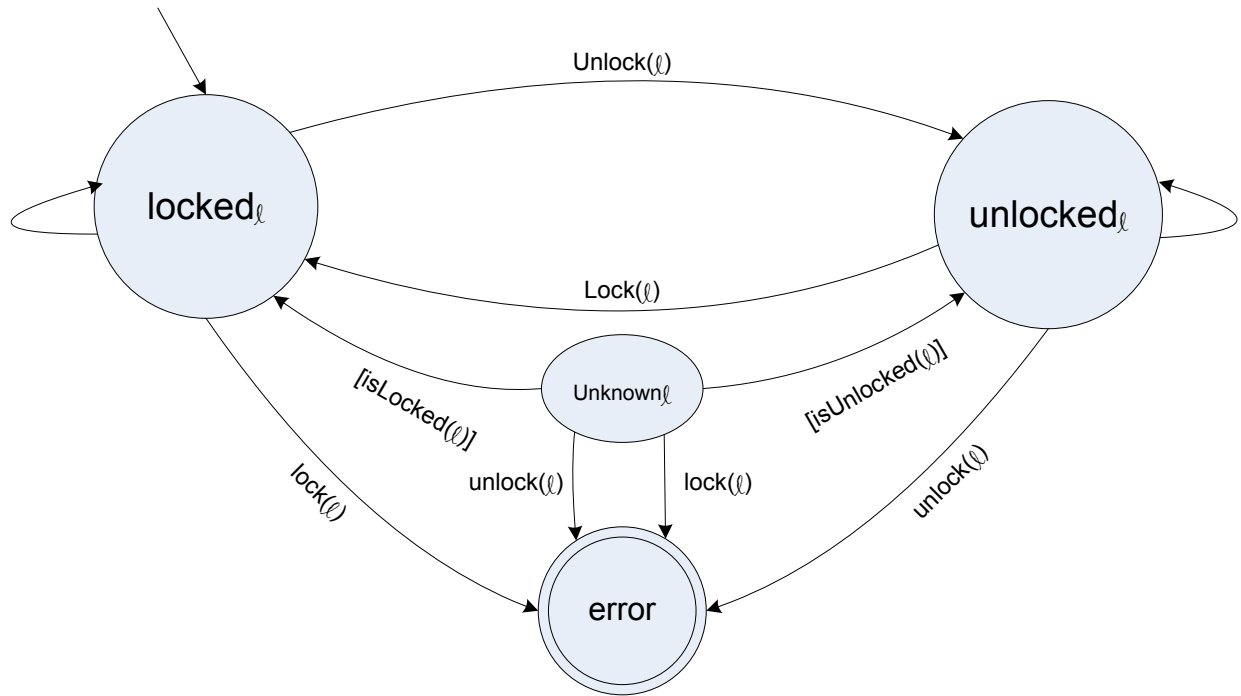 Unlock(ℓ)
lockedℓ
unlockedℓ
Lock(ℓ)
[isLocked(ℓ)]
Unknownℓ
[isUnlocked(ℓ)]
lock(ℓ)
unlock(ℓ)
lock(ℓ)
unlock(ℓ)
error